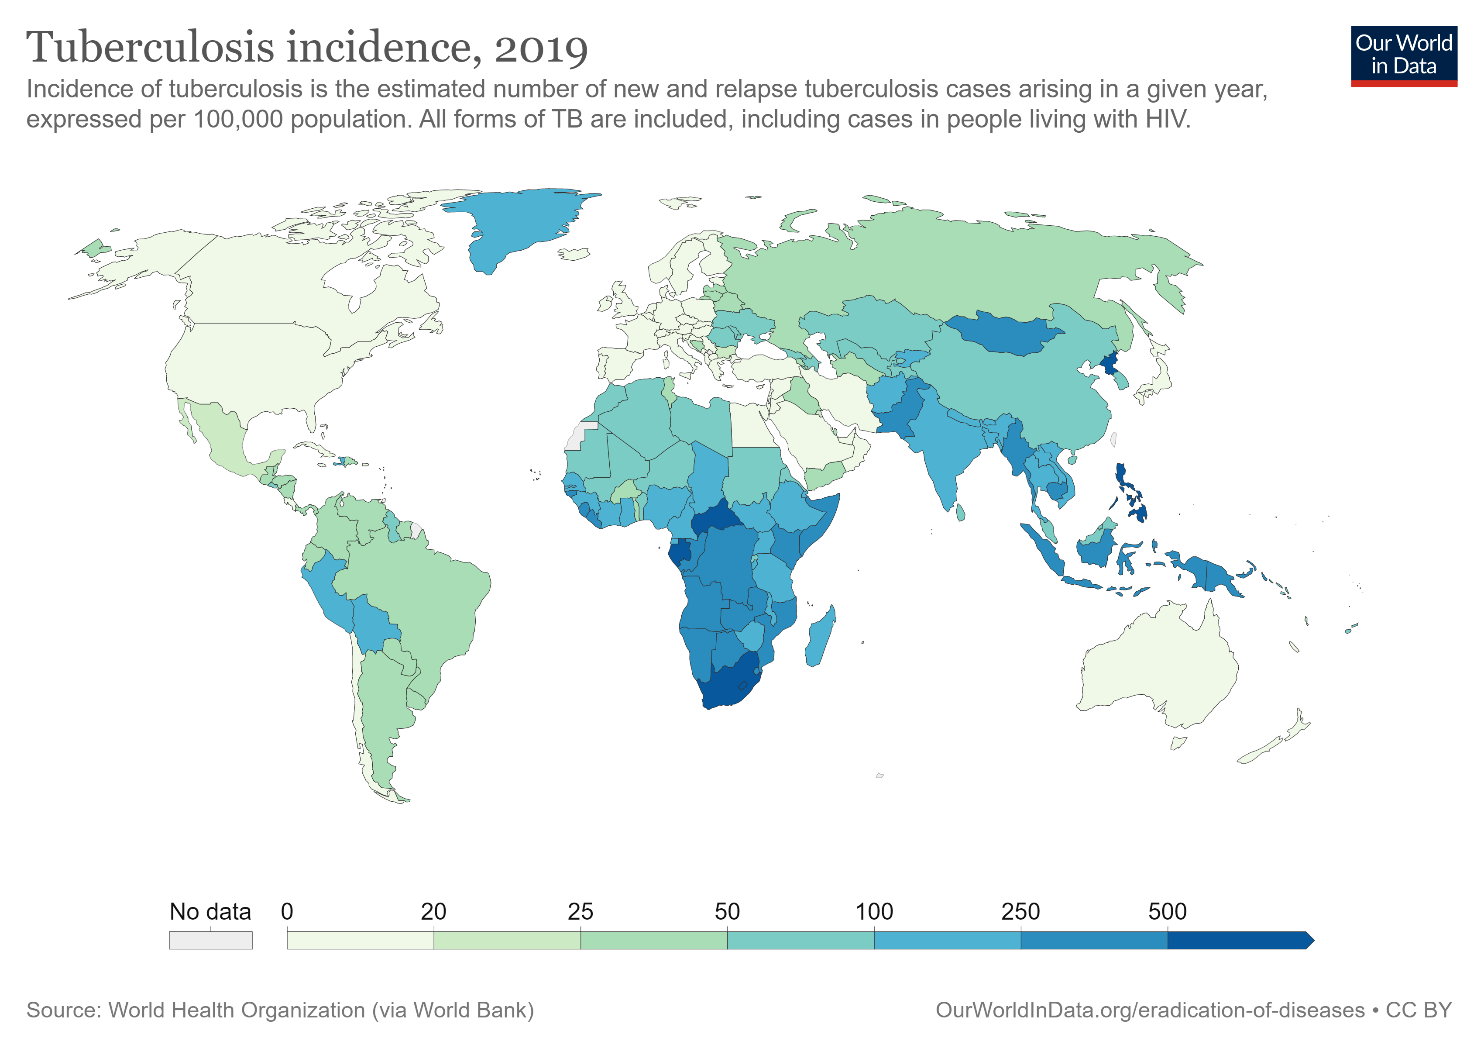 Tuberculosis incidence, 2019
Our World
in Data
Incidence of tuberculosis is the estimated number of new and relapse tuberculosis cases arising in a given year,
expressed per 100,000 population. All forms of TB are included, including cases in people living with HIV.
No data 0 20 25 50 100 250 500
Source: World Health Organization (via World Bank)
OurWorldInData.org/eradication-of-diseases • CC BY